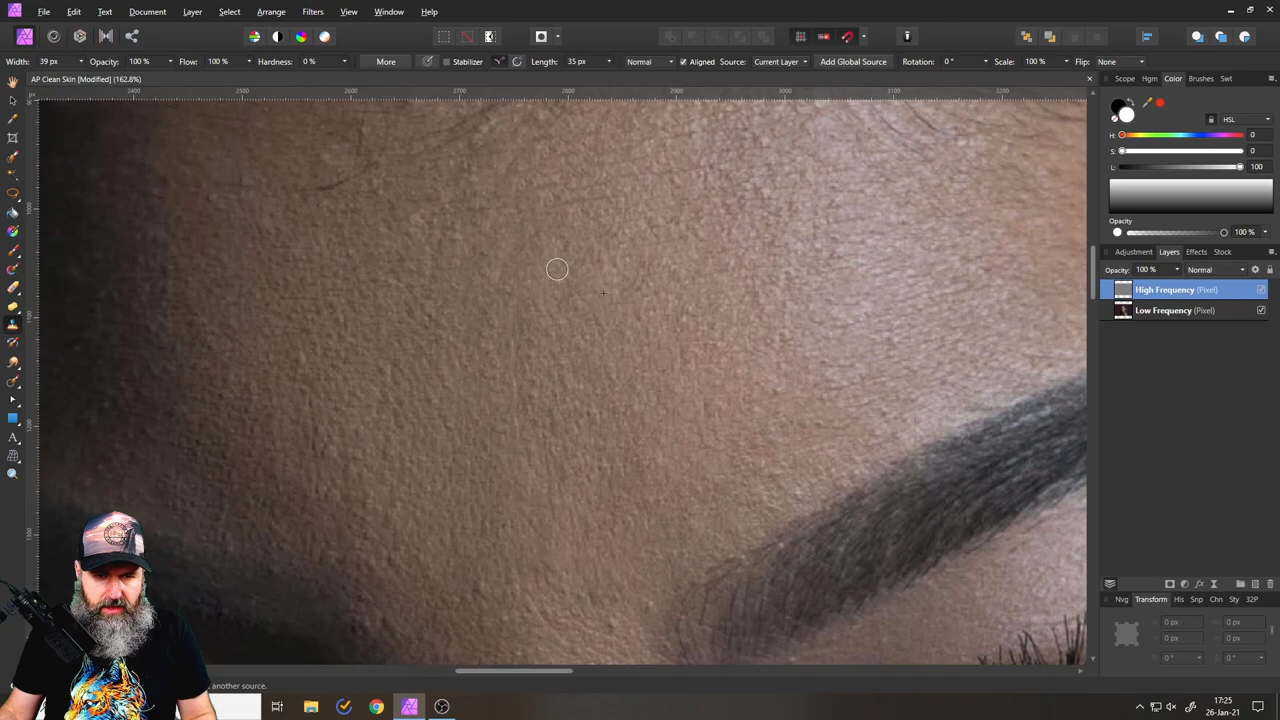 File Edit Text Document Layer Select Arrange Filters View Window Help
Width: 39 px Opacity: 100 % Flow: 100 % Hardness: 0 % More Stabilizer Length: 35 px Normal Aligned Source: Current Layer Add Global Source Rotation: 0 ° Scale: 100 % Flip: None
AP Clean Skin [Modified] (162.8%)
Scope Hgm Color Brushes Swt
px 2400 2500 2600 2700 2800 2900 3000 3100 3200
HSL
H: 0
S: 0
L: 100
1000
Opacity
100 %
Adjustment Layers Effects Stock
Opacity: 100 % Normal
High Frequency (Pixel)
Low Frequency (Pixel)
1100
1200
1300
Nvg Transform His Snp Chn Sty 32P
X: 0 px W: 0 px
Y: 0 px H: 0 px
0 ° 0 °
another source.
17:25
26-Jan-21